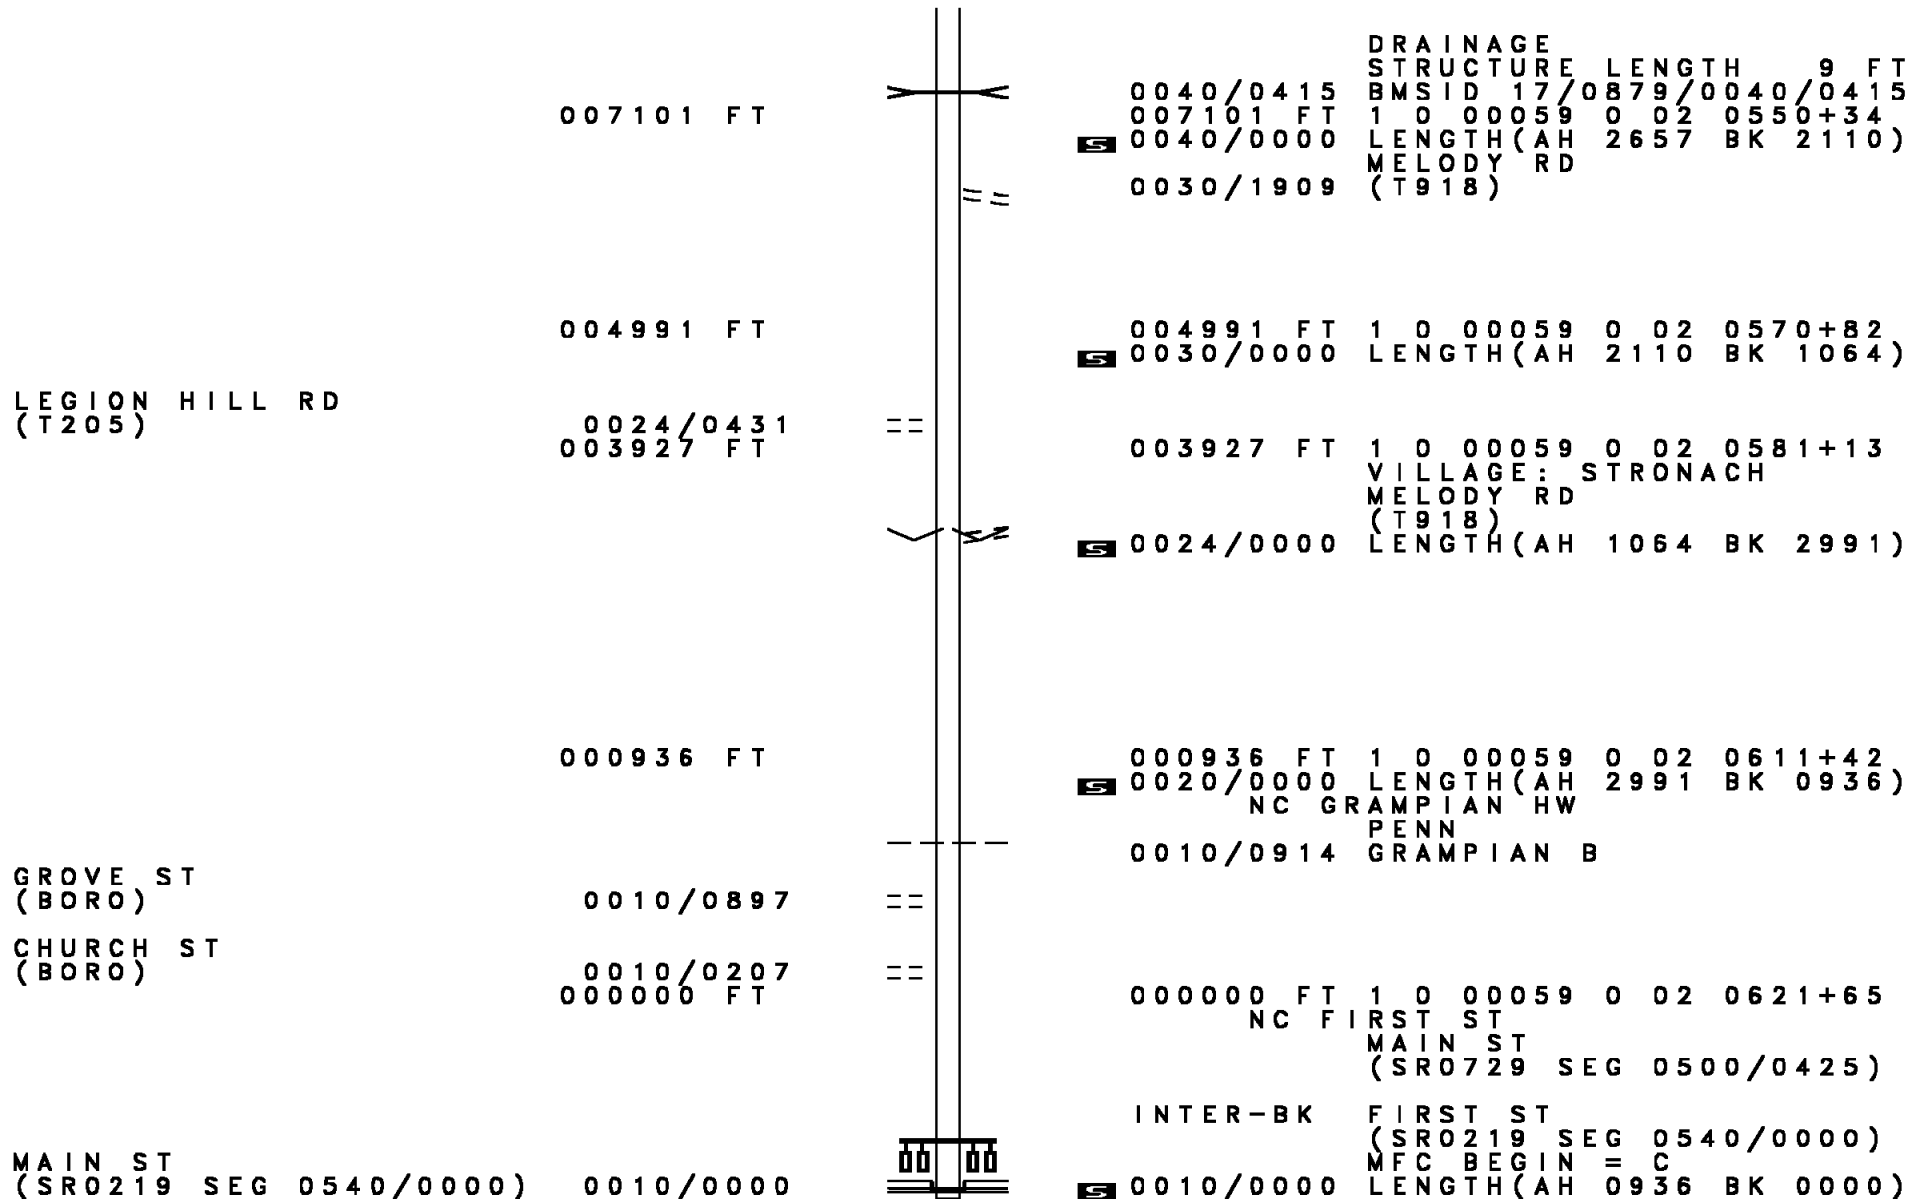 DRAINAGE
STRUCTURE LENGTH 9 FT
0040/0415 BMSID 17/0879/0040/0415
007101 FT 007101 FT 1 0 00059 0 02 0550+34
S 0040/0000 LENGTH(AH 2657 BK 2110)
MELODY RD
0030/1909 (T918)
004991 FT 004991 FT 1 0 00059 0 02 0570+82
S 0030/0000 LENGTH(AH 2110 BK 1064)
LEGION HILL RD
(T205) 0024/0431
003927 FT 003927 FT 1 0 00059 0 02 0581+13
VILLAGE: STRONACH
MELODY RD
(T918)
S 0024/0000 LENGTH(AH 1064 BK 2991)
000936 FT 000936 FT 1 0 00059 0 02 0611+42
S 0020/0000 LENGTH(AH 2991 BK 0936)
NC GRAMPIAN HW
PENN
0010/0914 GRAMPIAN B
GROVE ST
(BORO) 0010/0897
CHURCH ST
(BORO) 0010/0207
000000 FT 000000 FT 1 0 00059 0 02 0621+65
NC FIRST ST
MAIN ST
(SR0729 SEG 0500/0425)
INTER-BK FIRST ST
(SR0219 SEG 0540/0000)
MAIN ST MFC BEGIN = C
(SR0219 SEG 0540/0000) 0010/0000 S 0010/0000 LENGTH(AH 0936 BK 0000)